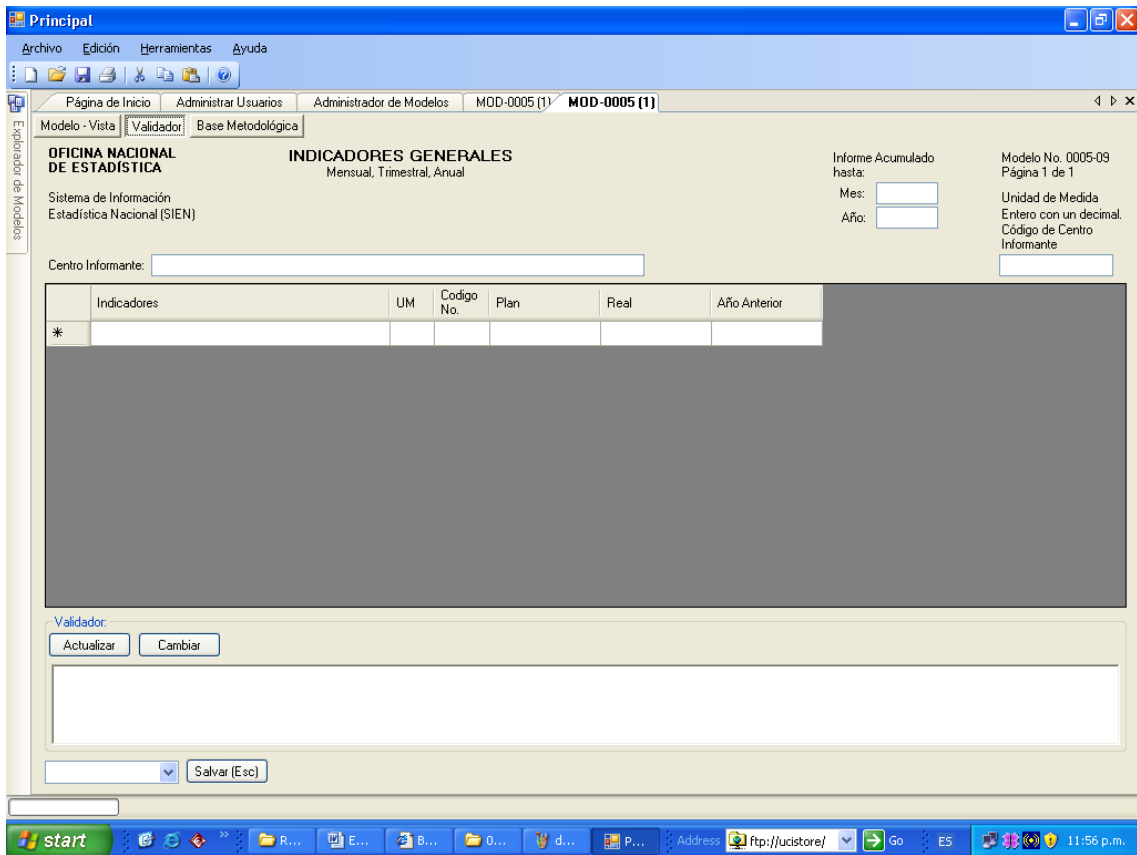 Principal
Archivo Edición Herramientas Ayuda
Página de Inicio Administrar Usuarios Administrador de Modelos MOD-0005 (1) MOD-0005 (1)
Explorador de Modelos
Modelo - Vista Validador Base Metodológica
OFICINA NACIONAL
DE ESTADÍSTICA
INDICADORES GENERALES
Mensual, Trimestral, Anual
Sistema de Información
Estadística Nacional (SIEN)
Informe Acumulado
hasta:
Mes:
Año:
Modelo No. 0005-09
Página 1 de 1
Unidad de Medida
Entero con un decimal.
Código de Centro
Informante
Centro Informante:
Indicadores UM Codigo No. Plan Real Año Anterior
Validador:
Actualizar Cambiar
Salvar (Esc)
start R... E... B... 0... d... P... Address ftp://ucistore/ Go ES 11:56 p.m.